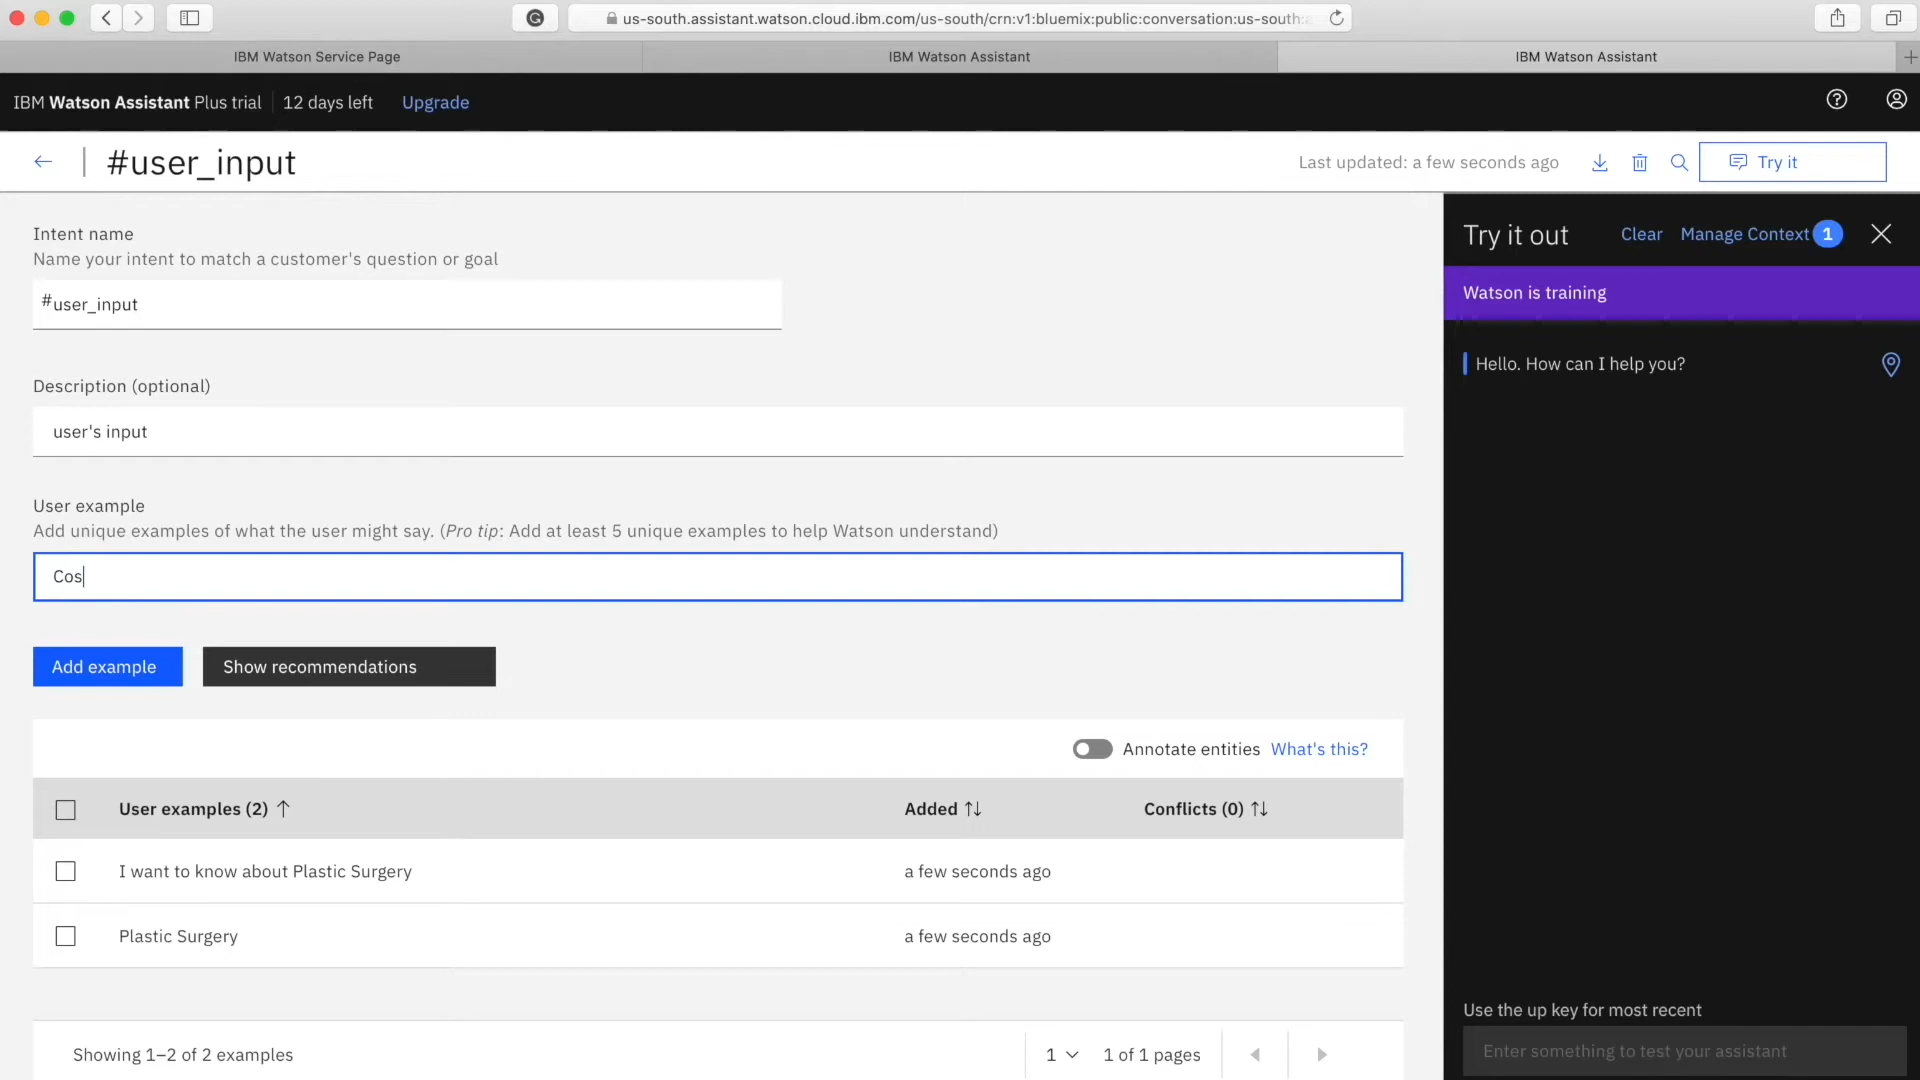 us-south.assistant.watson.cloud.ibm.com/us-south/crn:v1:bluemix:public:conversation:us-south:
IBM Watson Service Page
IBM Watson Assistant
IBM Watson Assistant
IBM Watson Assistant Plus trial
12 days left
Upgrade
#user_input
Last updated: a few seconds ago
Try it
Intent name
Name your intent to match a customer's question or goal
#user_input
Description (optional)
user's input
User example
Add unique examples of what the user might say. (Pro tip: Add at least 5 unique examples to help Watson understand)
Cos
Add example
Show recommendations
Annotate entities
What's this?
User examples (2)
Added
Conflicts (0)
I want to know about Plastic Surgery
a few seconds ago
Plastic Surgery
a few seconds ago
Showing 1–2 of 2 examples
1
1 of 1 pages
Try it out
Clear
Manage Context
1
Watson is training
Hello. How can I help you?
Use the up key for most recent
Enter something to test your assistant